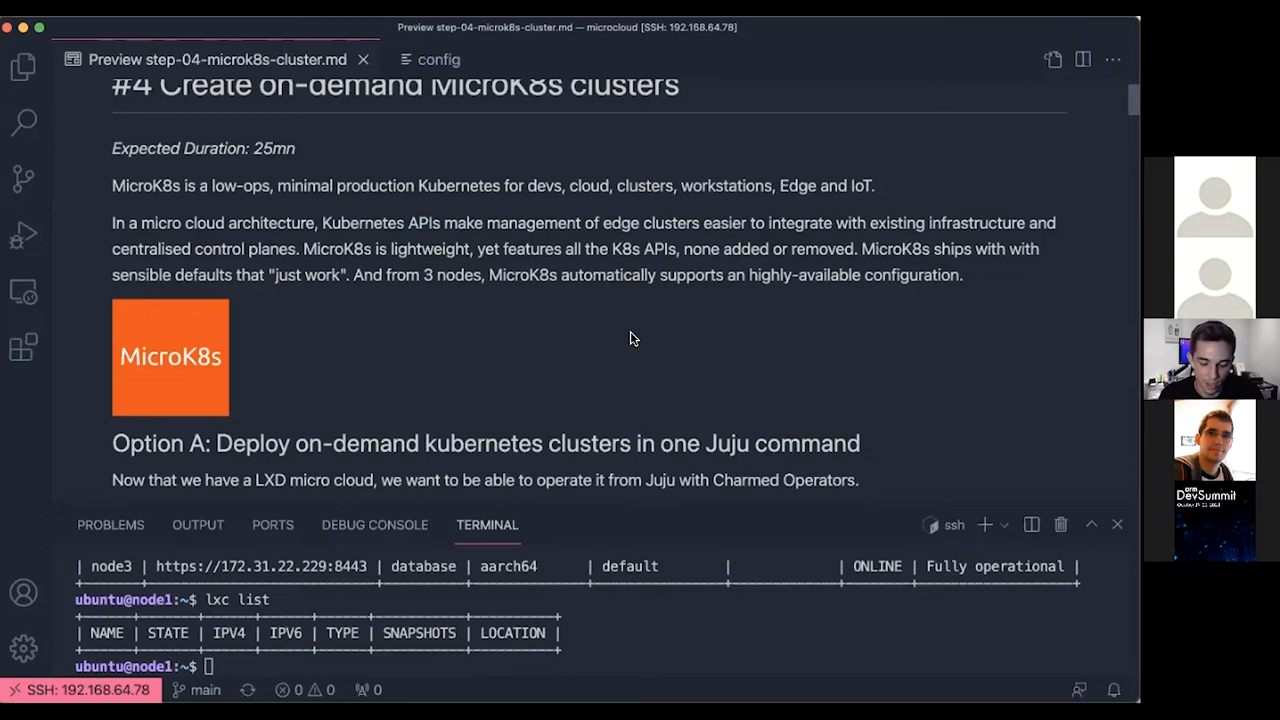 Preview step-04-microk8s-cluster.md — microcloud [SSH: 192.168.64.78]
Preview step-04-microk8s-cluster.md
config
#4 Create on-demand MicroK8s clusters
Expected Duration: 25mn
MicroK8s is a low-ops, minimal production Kubernetes for devs, cloud, clusters, workstations, Edge and IoT.
In a micro cloud architecture, Kubernetes APIs make management of edge clusters easier to integrate with existing infrastructure and
centralised control planes. MicroK8s is lightweight, yet features all the K8s APIs, none added or removed. MicroK8s ships with with
sensible defaults that "just work". And from 3 nodes, MicroK8s automatically supports an highly-available configuration.
MicroK8s
Option A: Deploy on-demand kubernetes clusters in one Juju command
Now that we have a LXD micro cloud, we want to be able to operate it from Juju with Charmed Operators.
PROBLEMS OUTPUT PORTS DEBUG CONSOLE TERMINAL
ssh
| node3 | https://172.31.22.229:8443 | database | aarch64 | default | | ONLINE | Fully operational |
ubuntu@node1:~$ lxc list
| NAME | STATE | IPV4 | IPV6 | TYPE | SNAPSHOTS | LOCATION |
ubuntu@node1:~$
SSH: 192.168.64.78 main 0 0 0
arm
DevSummit